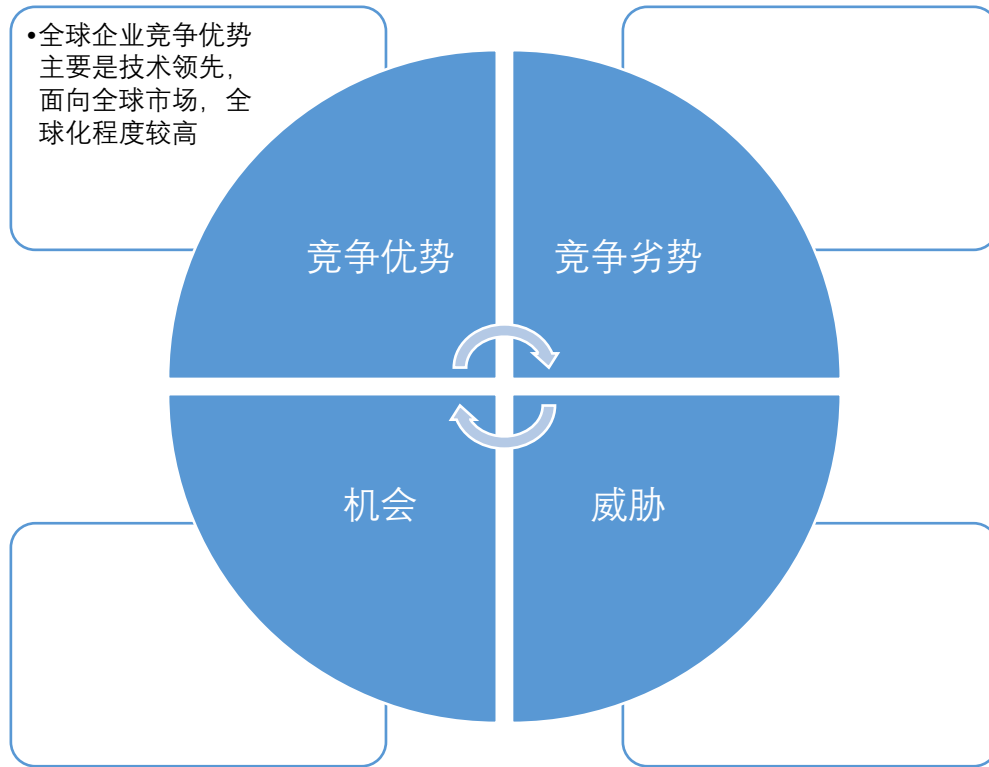 •全球企业竞争优势
主要是技术领先，
面向全球市场，全
球化程度较高
竞争优势
竞争劣势
机会
威胁